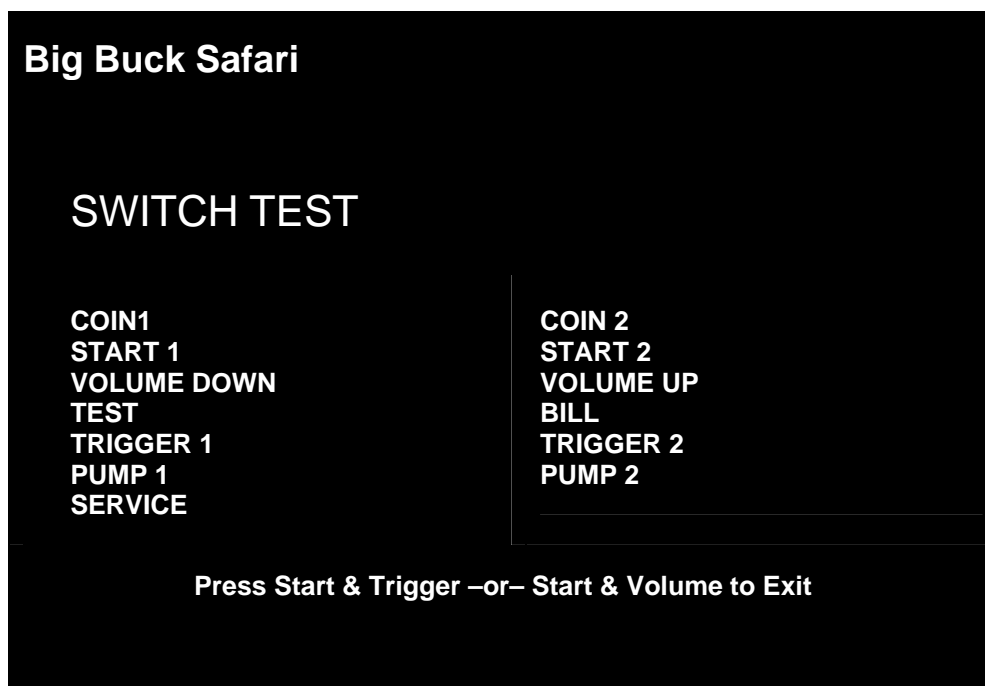 Big Buck Safari
SWITCH TEST
COIN1
START 1
VOLUME DOWN
TEST
TRIGGER 1
PUMP 1
SERVICE
COIN 2
START 2
VOLUME UP
BILL
TRIGGER 2
PUMP 2
Press Start & Trigger –or– Start & Volume to Exit